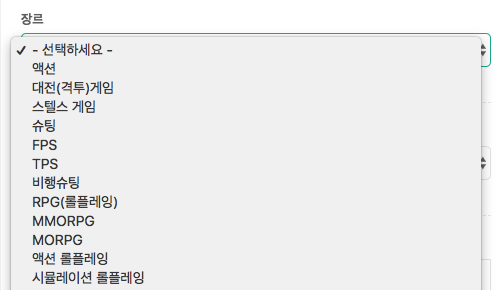 장르
✓ - 선택하세요 -
액션
대전(격투)게임
스텔스 게임
슈팅
FPS
TPS
비행슈팅
RPG(롤플레잉)
MMORPG
MORPG
액션 롤플레잉
시뮬레이션 롤플레잉